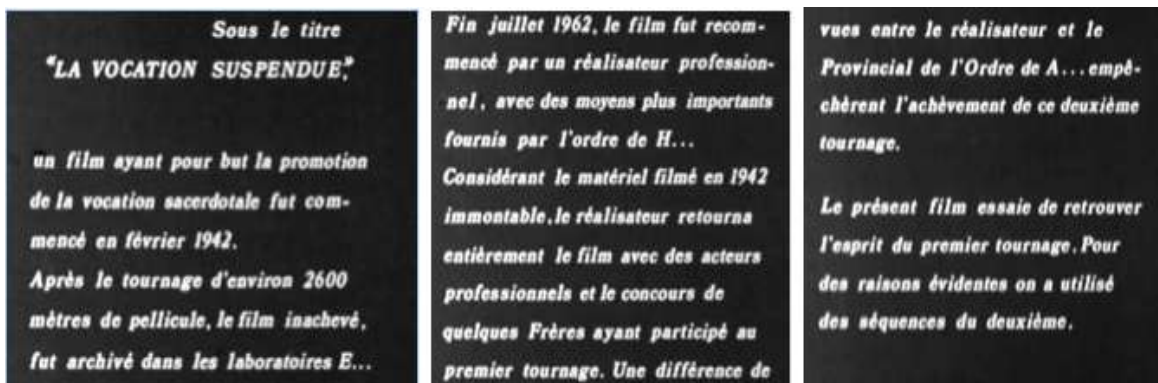 Sous le titre
"LA VOCATION SUSPENDUE,"
un film ayant pour but la promotion
de la vocation sacerdotale fut com-
mencé en février 1942.
Après le tournage d'environ 2600
mètres de pellicule, le film inachevé,
fut archivé dans les laboratoires E...
Fin juillet 1962, le film fut recom-
mencé par un réalisateur profession-
nel, avec des moyens plus importants
fournis par l'ordre de H...
Considérant le matériel filmé en 1942
immontable, le réalisateur retourna
entièrement le film avec des acteurs
professionnels et le concours de
quelques Frères ayant participé au
premier tournage. Une différence de
vues entre le réalisateur et le
Provincial de l'Ordre de A... empê-
chèrent l'achèvement de ce deuxième
tournage.
Le présent film essaie de retrouver
l'esprit du premier tournage. Pour
des raisons évidentes on a utilisé
des séquences du deuxième.